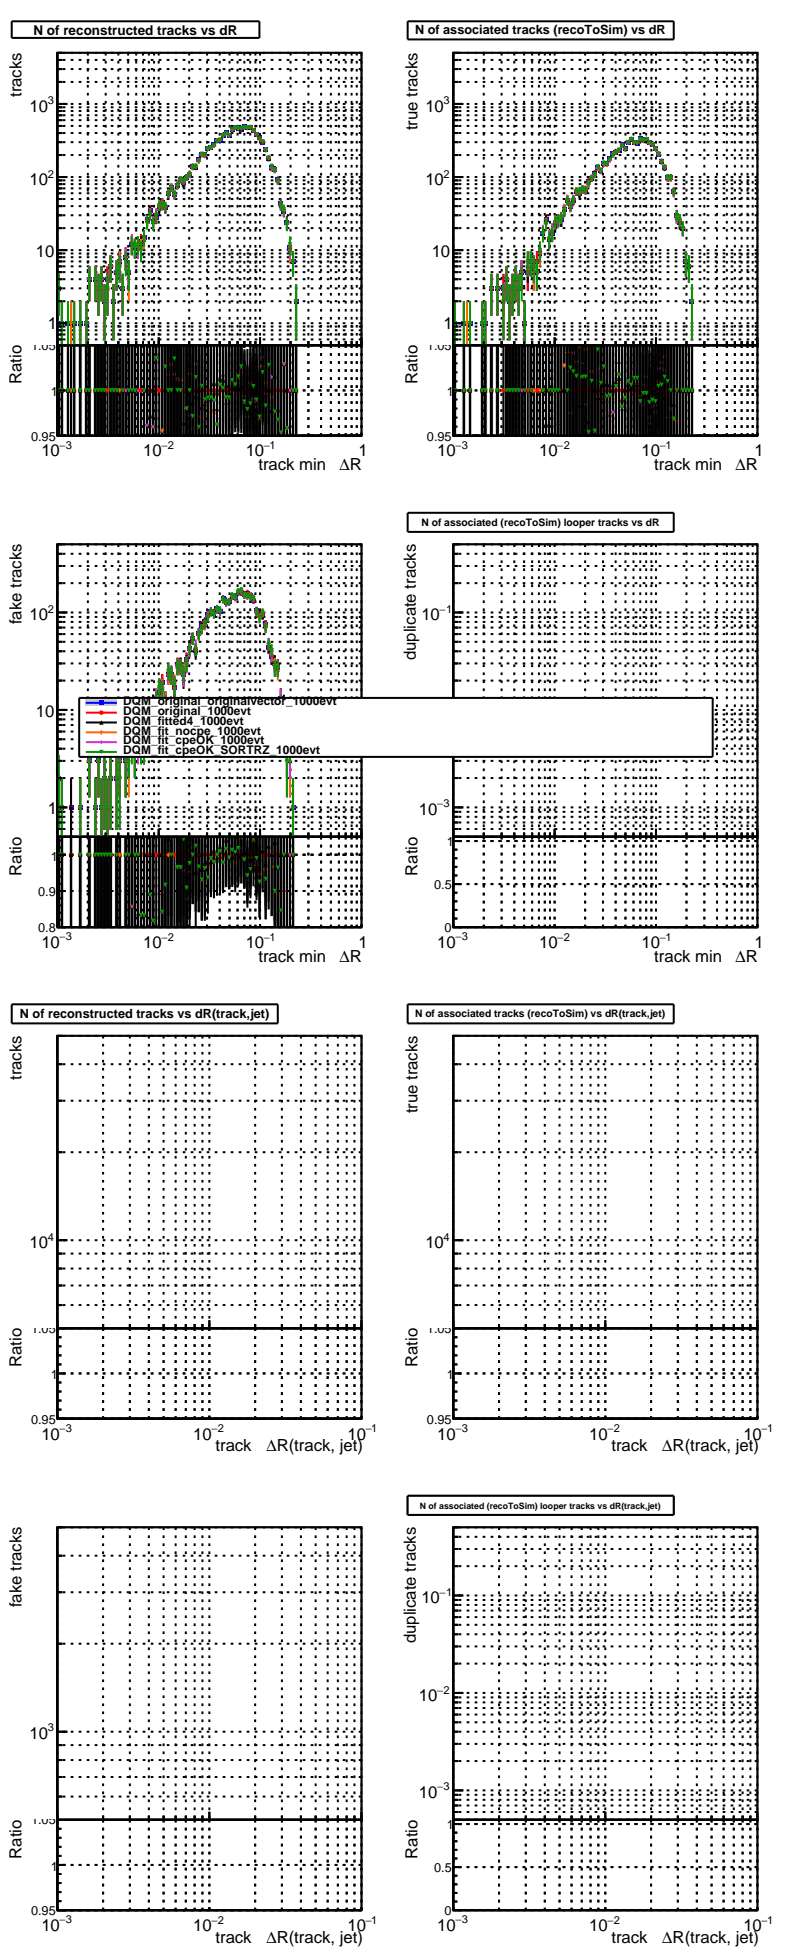 N of reconstructed tracks vs dR
N of associated tracks (recoToSim) vs dR
tracks
10³
10²
10
1
true tracks
10³
10²
10
1
Ratio
1.05
1
0.95
10⁻³ 10⁻² 10⁻¹ 1
track min ΔR
Ratio
1.05
1
0.95
10⁻³ 10⁻² 10⁻¹ 1
track min ΔR
N of associated (recoToSim) looper tracks vs dR
fake tracks
10²
10
1
duplicate tracks
10⁻¹
10⁻³
DQM_original_originalvector_1000evt
DQM_original_1000evt
DQM_fitted4_1000evt
DQM_fit_nocpe_1000evt
DQM_fit_cpeOK_1000evt
DQM_fit_cpeOK_SORTRZ_1000evt
Ratio
1
0.9
0.8
10⁻³ 10⁻² 10⁻¹ 1
track min ΔR
Ratio
1
0.5
0
10⁻³ 10⁻² 10⁻¹ 1
track min ΔR
N of reconstructed tracks vs dR(track,jet)
N of associated tracks (recoToSim) vs dR(track,jet)
tracks
10⁴
true tracks
10⁴
Ratio
1.05
1
0.95
10⁻³ 10⁻² 10⁻¹
track ΔR(track, jet)
Ratio
1.05
1
0.95
10⁻³ 10⁻² 10⁻¹
track ΔR(track, jet)
N of associated (recoToSim) looper tracks vs dR(track,jet)
fake tracks
10³
duplicate tracks
10⁻¹
10⁻²
10⁻³
Ratio
1.05
1
0.95
10⁻³ 10⁻² 10⁻¹
track ΔR(track, jet)
Ratio
1
0.5
0
10⁻³ 10⁻² 10⁻¹
track ΔR(track, jet)